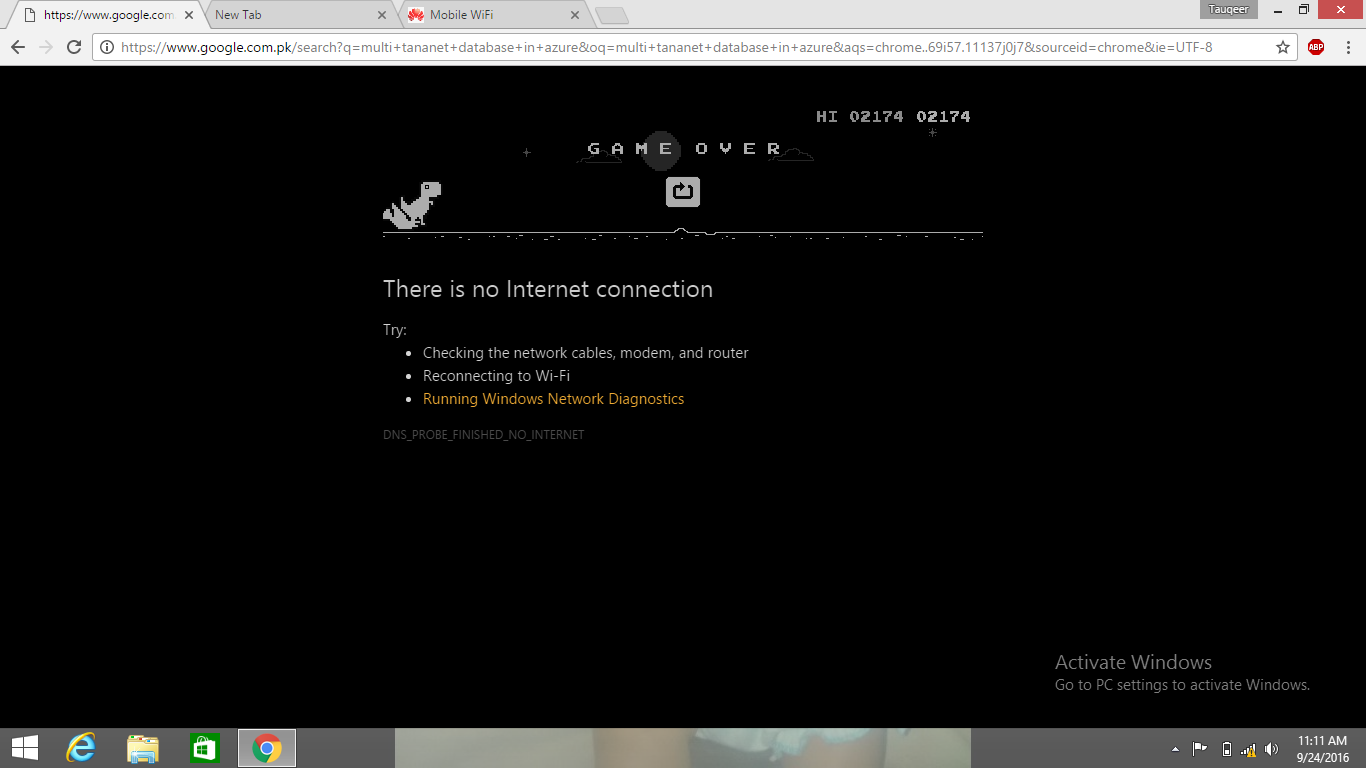 https://www.google.com
New Tab
Mobile WiFi
Tauqeer
https://www.google.com.pk/search?q=multi+tananet+database+in+azure&oq=multi+tananet+database+in+azure&aqs=chrome..69i57.11137j0j7&sourceid=chrome&ie=UTF-8
ABP
HI 02174 02174
GAME OVER
There is no Internet connection
Try:
• Checking the network cables, modem, and router
• Reconnecting to Wi-Fi
• Running Windows Network Diagnostics
DNS_PROBE_FINISHED_NO_INTERNET
Activate Windows
Go to PC settings to activate Windows.
11:11 AM
9/24/2016